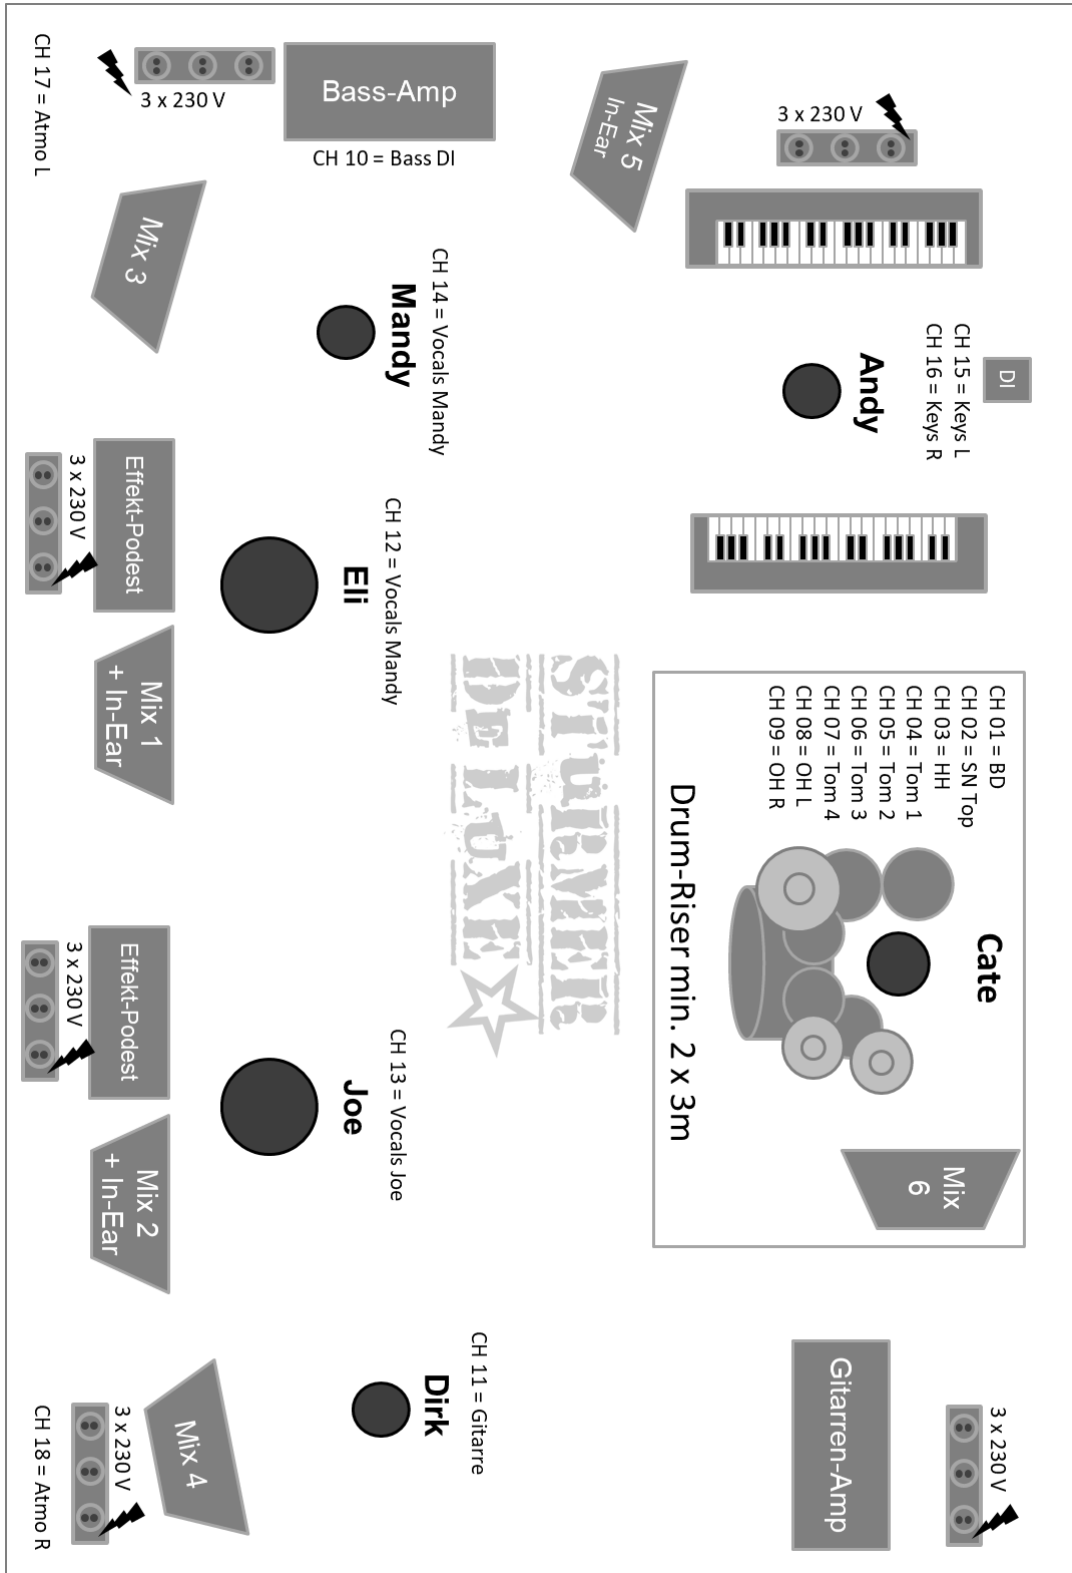 CH 17 = Atmo L
3 x 230 V
Bass-Amp
CH 10 = Bass DI
Mix 5
In-Ear
3 x 230 V
Mix 3
CH 14 = Vocals Mandy
Mandy
DI
CH 15 = Keys L
CH 16 = Keys R
Andy
Effekt-Podest
3 x 230 V
CH 12 = Vocals Mandy
Eli
Mix 1
+ In-Ear
STURMER
DE LUXE
CH 01 = BD
CH 02 = SN Top
CH 03 = HH
CH 04 = Tom 1
CH 05 = Tom 2
CH 06 = Tom 3
CH 07 = Tom 4
CH 08 = OH L
CH 09 = OH R
Cate
Drum-Riser min. 2 x 3m
Mix
6
Effekt-Podest
3 x 230 V
CH 13 = Vocals Joe
Joe
Mix 2
+ In-Ear
CH 11 = Gitarre
Dirk
Mix 4
3 x 230 V
CH 18 = Atmo R
Gitarren-Amp
3 x 230 V